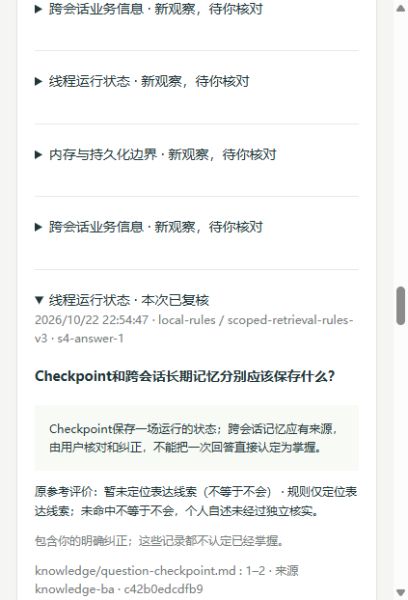 ▶ 跨会话业务信息 · 新观察，待你核对
▶ 线程运行状态 · 新观察，待你核对
▶ 内存与持久化边界 · 新观察，待你核对
▶ 跨会话业务信息 · 新观察，待你核对
▼ 线程运行状态 · 本次已复核
2026/10/22 22:54:47 · local-rules / scoped-retrieval-rules-
v3 · s4-answer-1
Checkpoint和跨会话长期记忆分别应该保存什么？
Checkpoint保存一场运行的状态；跨会话记忆应有来源，
由用户核对和纠正，不能把一次回答直接认定为掌握。
原参考评价：暂未定位表达线索（不等于不会） · 规则仅定位表
达线索；未命中不等于不会，个人自述未经过独立核实。
包含你的明确纠正；这些记录都不认定已经掌握。
knowledge/question-checkpoint.md : 1–2 · 来源
knowledge-ba · c42b0edcdfb9